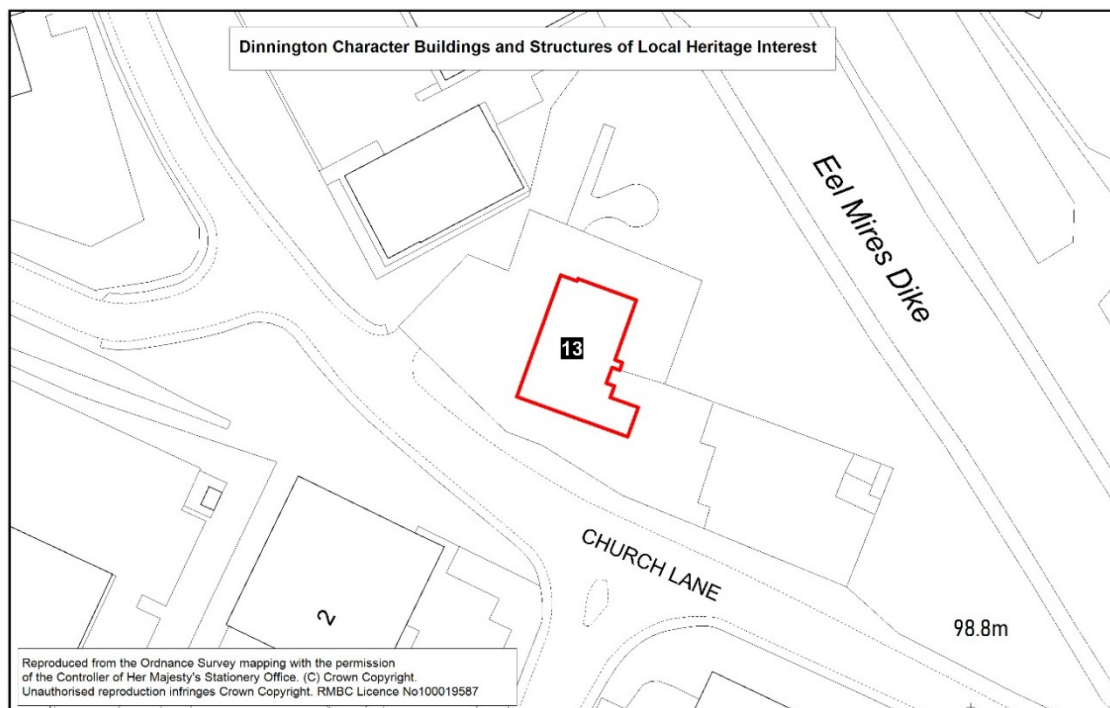 Dinnington Character Buildings and Structures of Local Heritage Interest
Eel Mires Dike
13
CHURCH LANE
2
98.8m
Reproduced from the Ordnance Survey mapping with the permission
of the Controller of Her Majesty's Stationery Office. (C) Crown Copyright.
Unauthorised reproduction infringes Crown Copyright. RMBC Licence No100019587